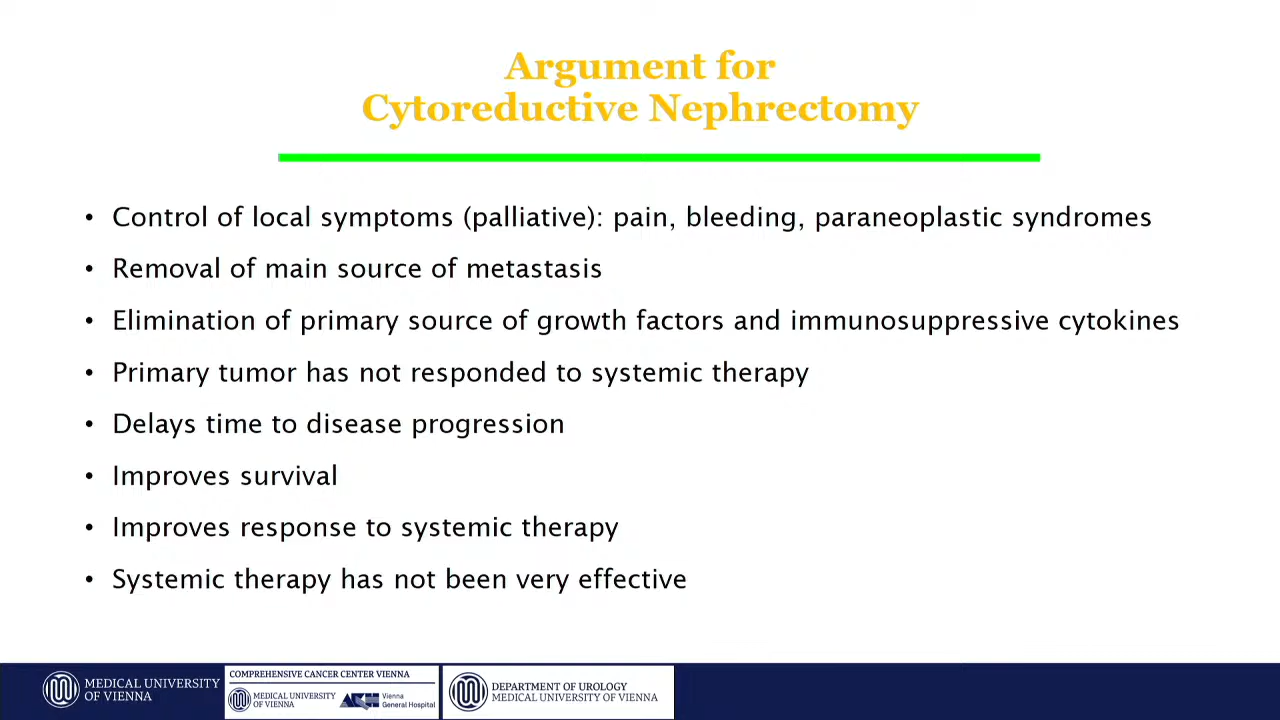 Argument for
Cytoreductive Nephrectomy
• Control of local symptoms (palliative): pain, bleeding, paraneoplastic syndromes
• Removal of main source of metastasis
• Elimination of primary source of growth factors and immunosuppressive cytokines
• Primary tumor has not responded to systemic therapy
• Delays time to disease progression
• Improves survival
• Improves response to systemic therapy
• Systemic therapy has not been very effective
MEDICAL UNIVERSITY
OF VIENNA
COMPREHENSIVE CANCER CENTER VIENNA
MEDICAL UNIVERSITY
OF VIENNA
AKH
Vienna
General Hospital
DEPARTMENT OF UROLOGY
MEDICAL UNIVERSITY OF VIENNA